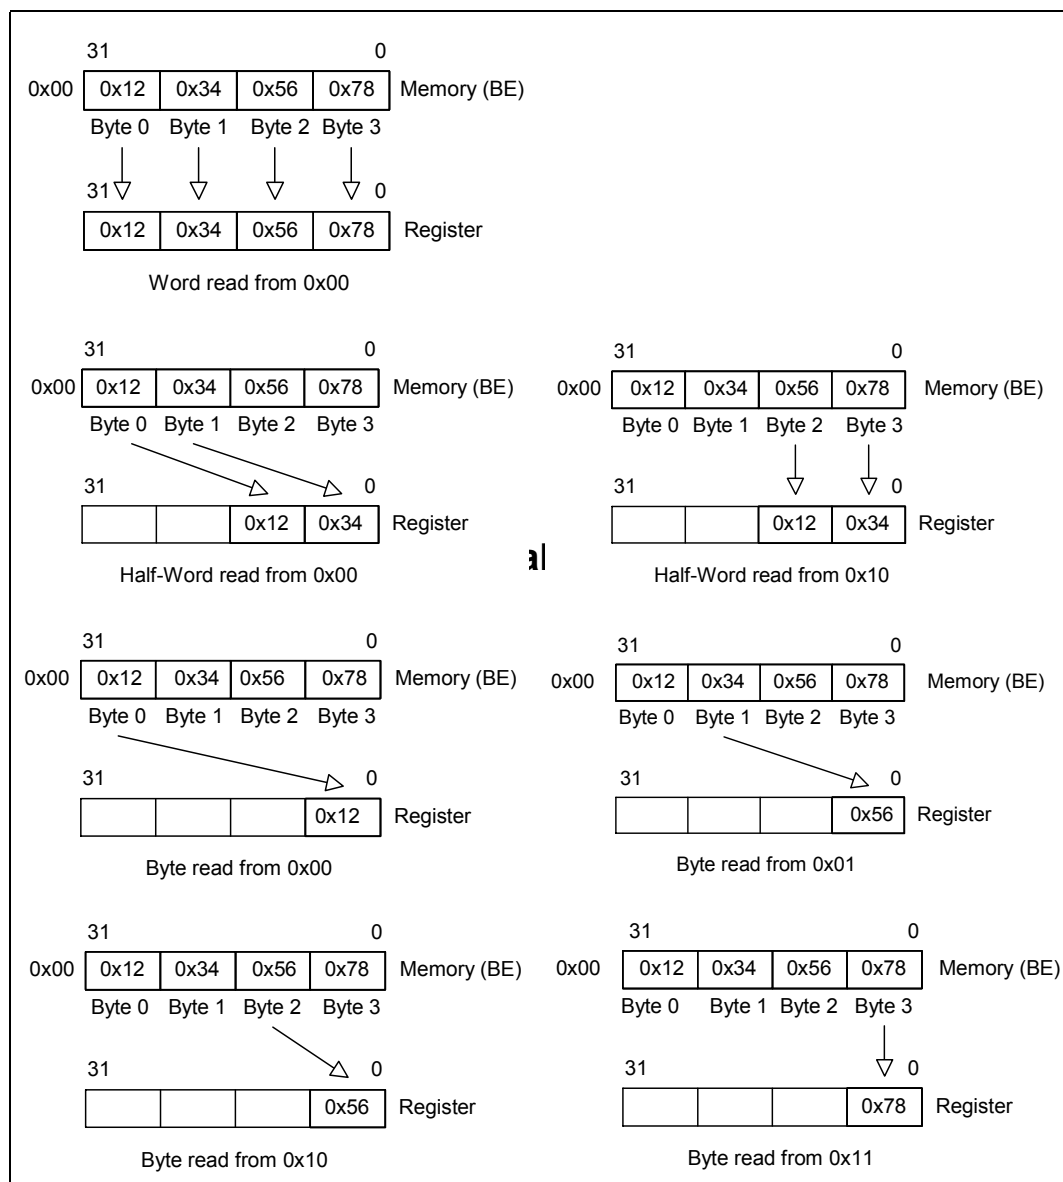 31 0
0x00 0x12 0x34 0x56 0x78 Memory (BE)
Byte 0 Byte 1 Byte 2 Byte 3
31 0
0x12 0x34 0x56 0x78 Register
Word read from 0x00
31 0
0x00 0x12 0x34 0x56 0x78 Memory (BE)
Byte 0 Byte 1 Byte 2 Byte 3
31 0
0x12 0x34 Register
Half-Word read from 0x00
31 0
0x00 0x12 0x34 0x56 0x78 Memory (BE)
Byte 0 Byte 1 Byte 2 Byte 3
31 0
0x12 0x34 Register
Half-Word read from 0x10
al
31 0
0x00 0x12 0x34 0x56 0x78 Memory (BE)
Byte 0 Byte 1 Byte 2 Byte 3
31 0
0x12 Register
Byte read from 0x00
31 0
0x00 0x12 0x34 0x56 0x78 Memory (BE)
Byte 0 Byte 1 Byte 2 Byte 3
31 0
0x56 Register
Byte read from 0x01
31 0
0x00 0x12 0x34 0x56 0x78 Memory (BE)
Byte 0 Byte 1 Byte 2 Byte 3
31 0
0x56 Register
Byte read from 0x10
31 0
0x00 0x12 0x34 0x56 0x78 Memory (BE)
Byte 0 Byte 1 Byte 2 Byte 3
31 0
0x78 Register
Byte read from 0x11